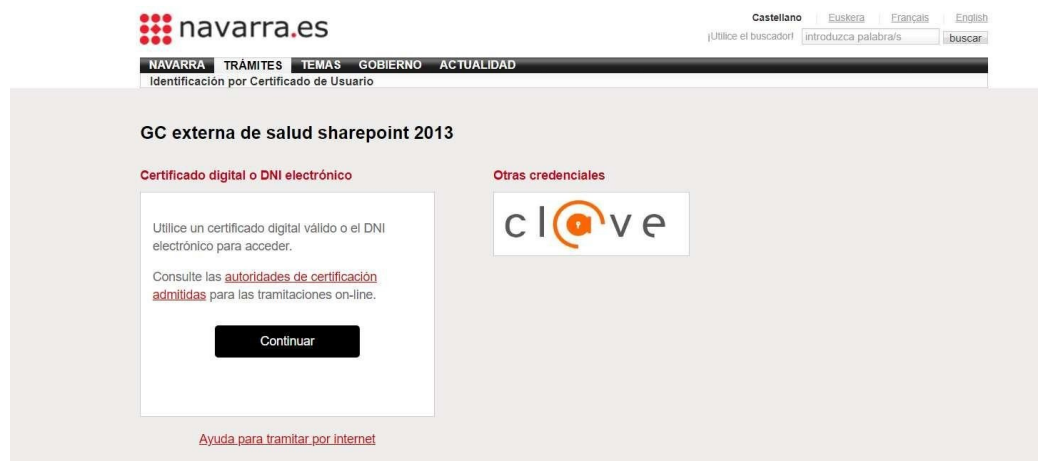 navarra.es
Castellano Euskera Français English
¡Utilice el buscador! introduzca palabra/s buscar
NAVARRA TRÁMITES TEMAS GOBIERNO ACTUALIDAD
Identificación por Certificado de Usuario
GC externa de salud sharepoint 2013
Certificado digital o DNI electrónico
Utilice un certificado digital válido o el DNI
electrónico para acceder.
Consulte las autoridades de certificación
admitidas para las tramitaciones on-line.
Continuar
Ayuda para tramitar por internet
Otras credenciales
cl@ve